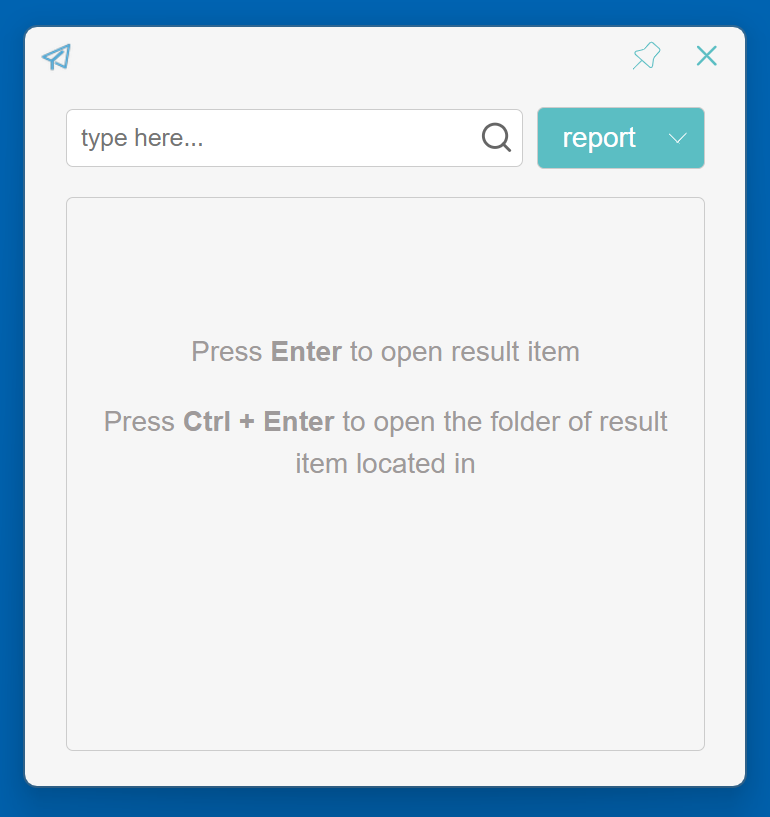 type here...
report
Press Enter to open result item
Press Ctrl + Enter to open the folder of result
item located in